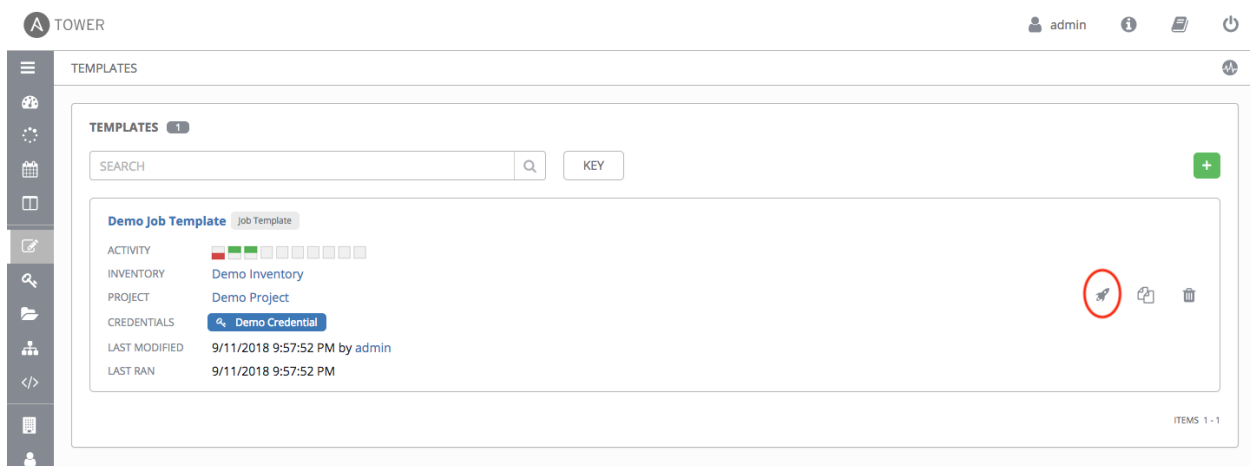 A TOWER
admin
TEMPLATES
TEMPLATES 1
SEARCH
KEY
+
Demo Job Template Job Template
ACTIVITY
INVENTORY Demo Inventory
PROJECT Demo Project
CREDENTIALS Demo Credential
LAST MODIFIED 9/11/2018 9:57:52 PM by admin
LAST RAN 9/11/2018 9:57:52 PM
ITEMS 1 - 1